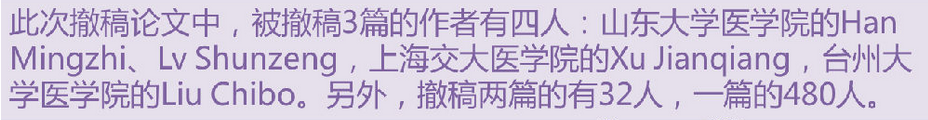 此次撤稿论文中，被撤稿3篇的作者有四人：山东大学医学院的Han
Mingzhi、Lv Shunzeng，上海交大医学院的Xu Jianqiang，台州大
学医学院的Liu Chibo。另外，撤稿两篇的有32人，一篇的480人。